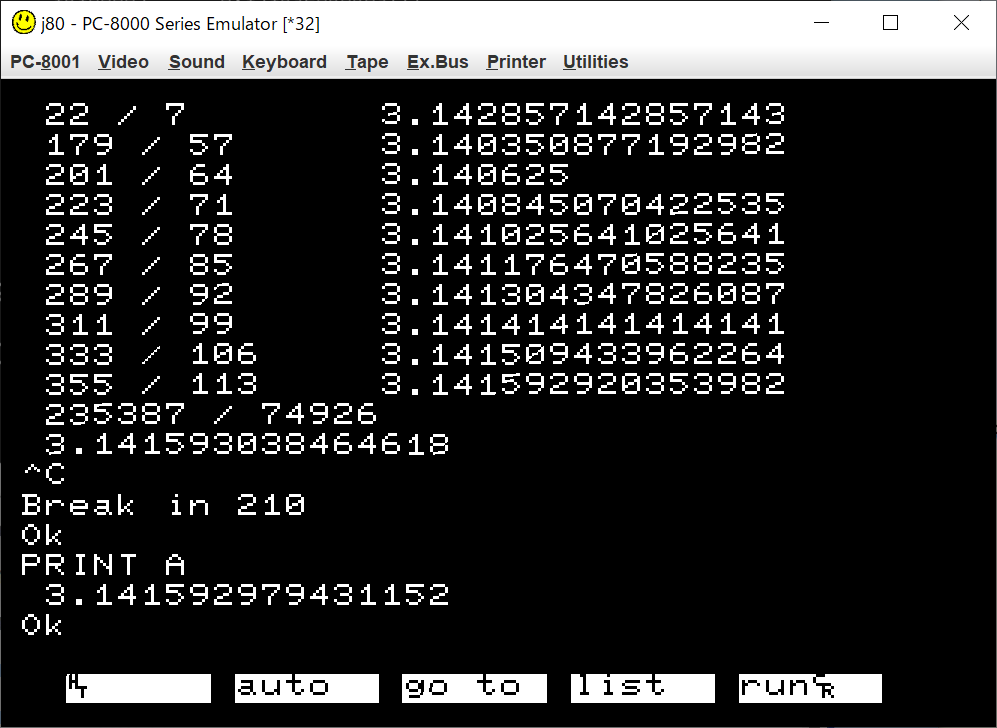 j80 - PC-8000 Series Emulator [*32]
PC-8001 Video Sound Keyboard Tape Ex.Bus Printer Utilities
22 / 7 3.142857142857143
179 / 57 3.140350877192982
201 / 64 3.140625
223 / 71 3.140845070422535
245 / 78 3.141025641025641
267 / 85 3.141176470588235
289 / 92 3.141304347826087
311 / 99 3.141414141414141
333 / 106 3.141509433962264
355 / 113 3.141592920353982
235387 / 74926
3.141593038464618
^C
Break in 210
Ok
PRINT A
3.141592979431152
Ok
HT auto go to list run CR